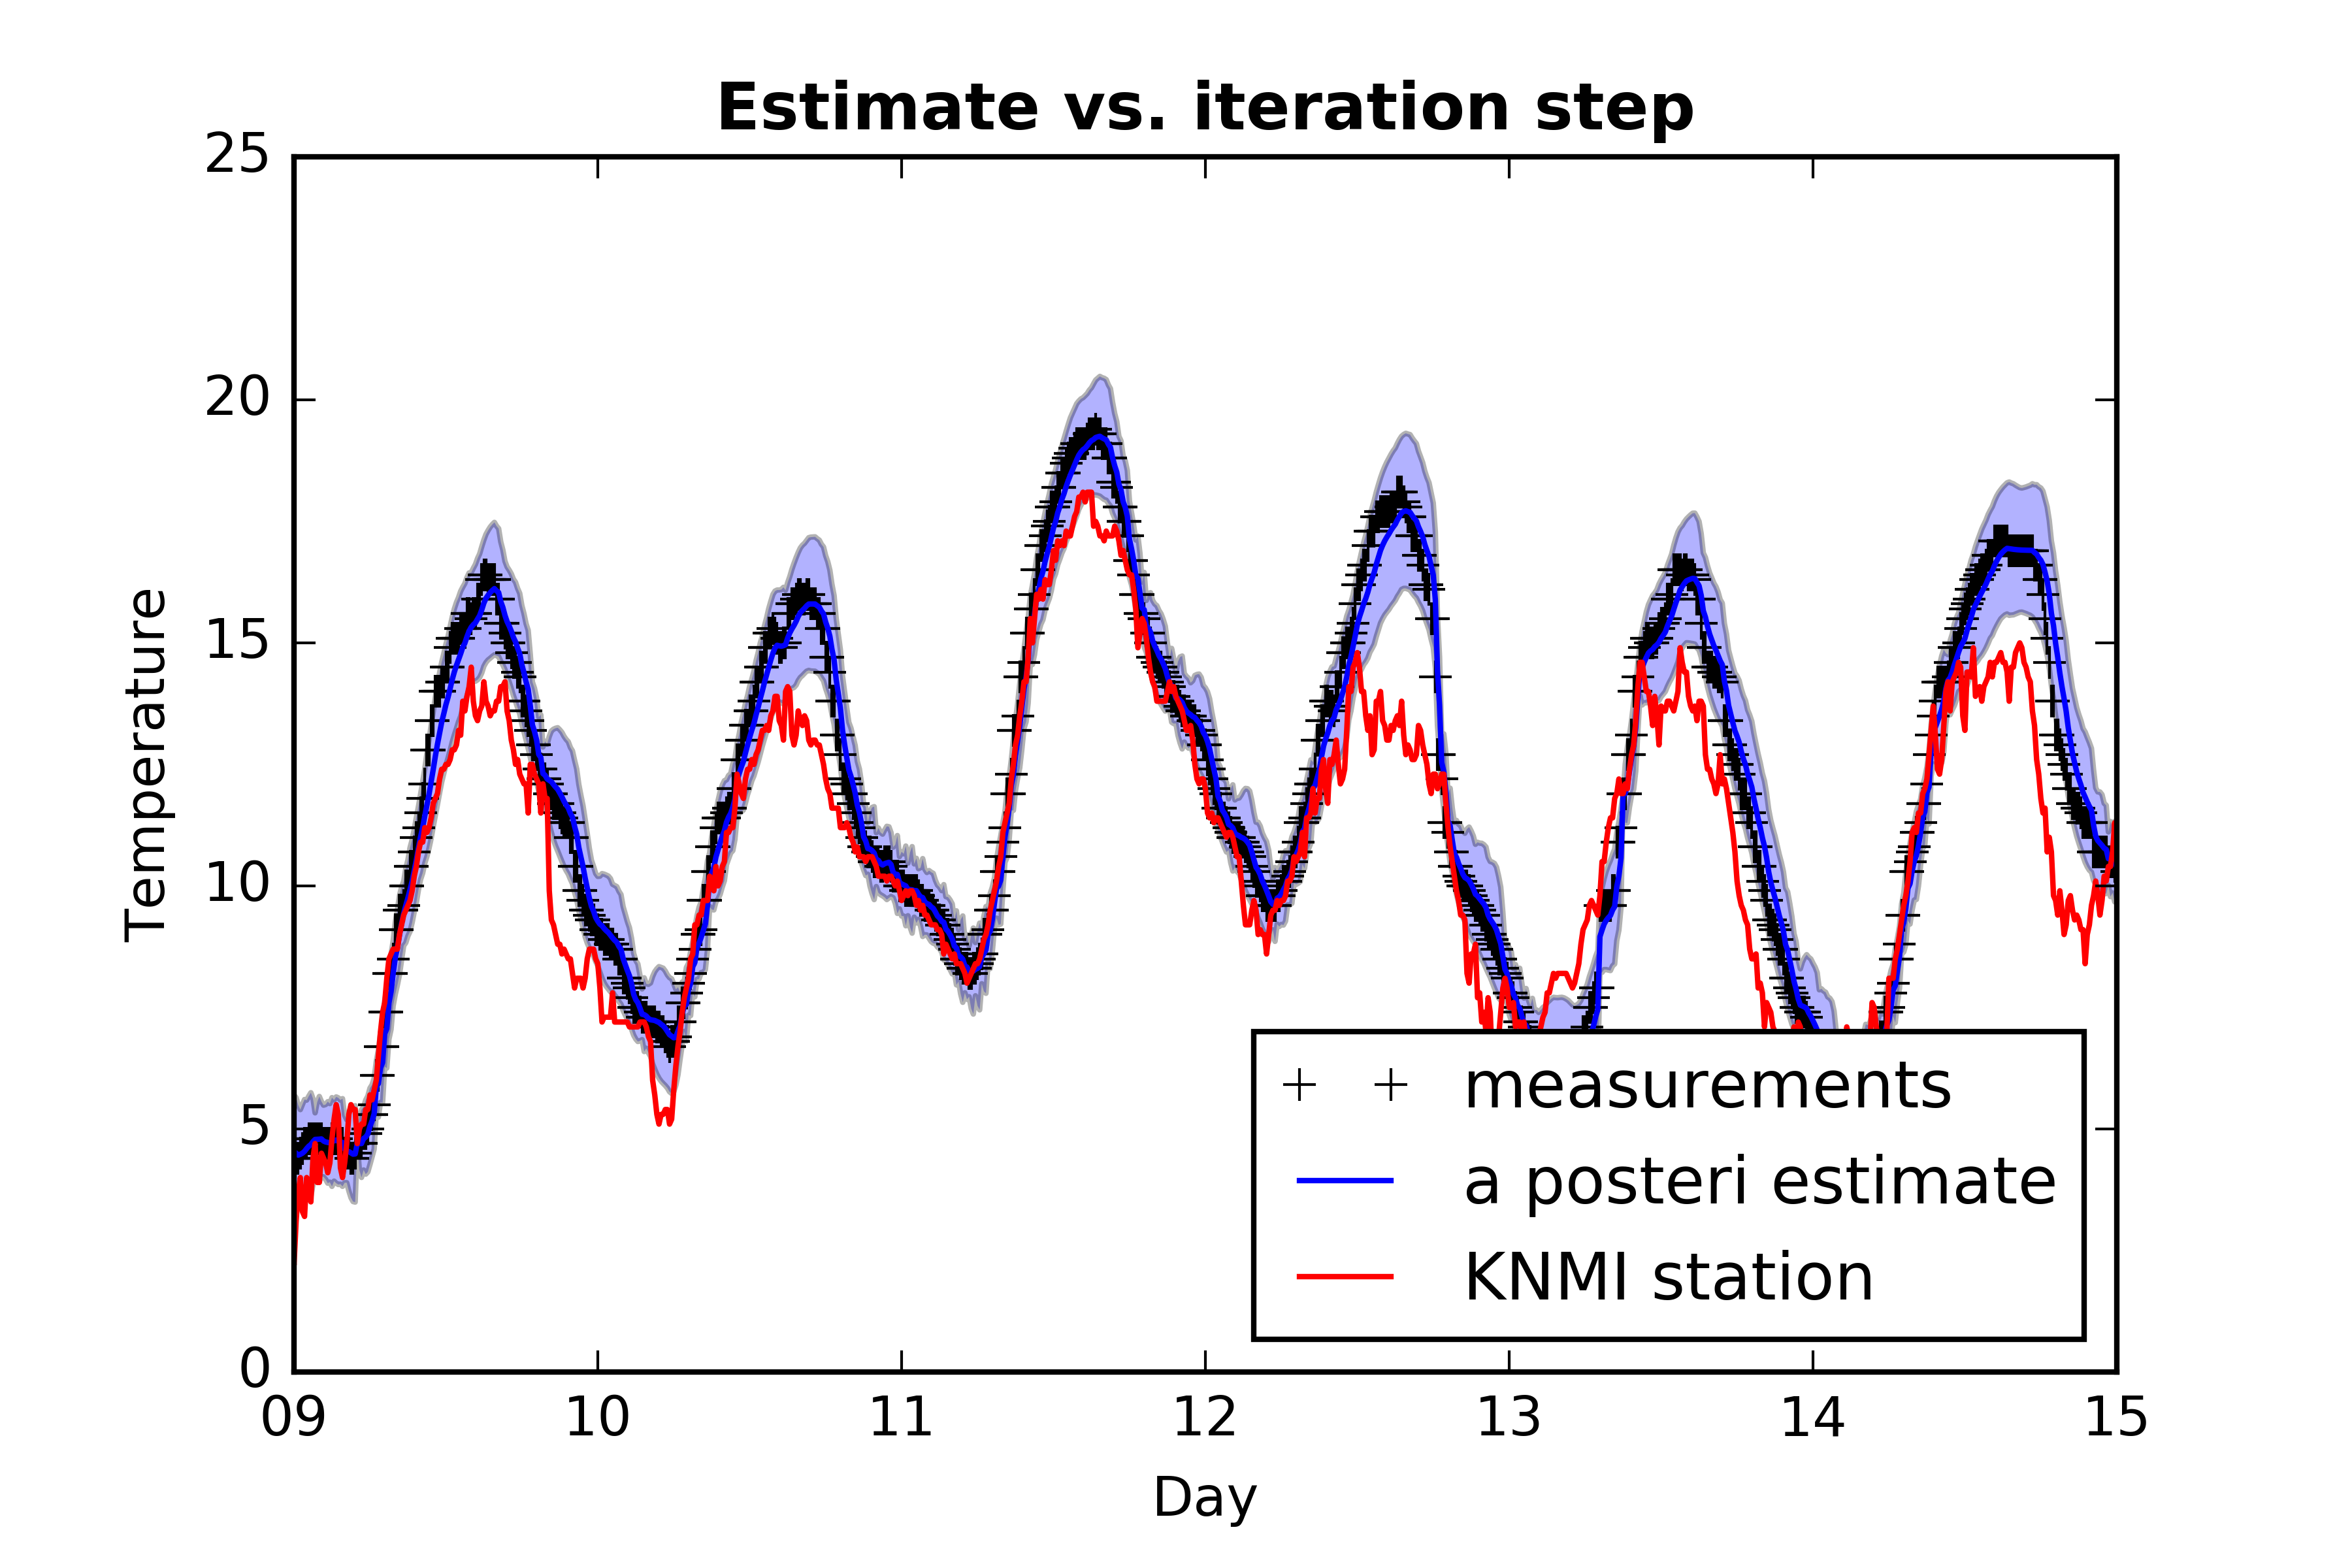 Estimate vs. iteration step
25
20
15
10
5
0
Temperature
09 10 11 12 13 14 15
Day
measurements
a posteri estimate
KNMI station